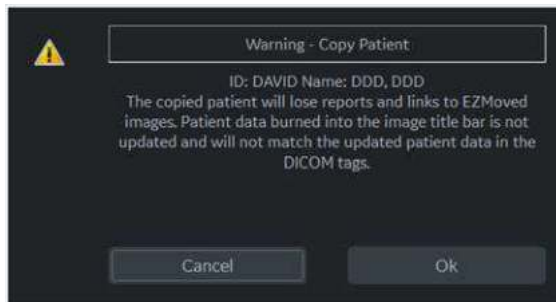 Warning - Copy Patient
ID: DAVID Name: DDD, DDD
The copied patient will lose reports and links to EZMoved
images. Patient data burned into the image title bar is not
updated and will not match the updated patient data in the
DICOM tags.
Cancel
Ok